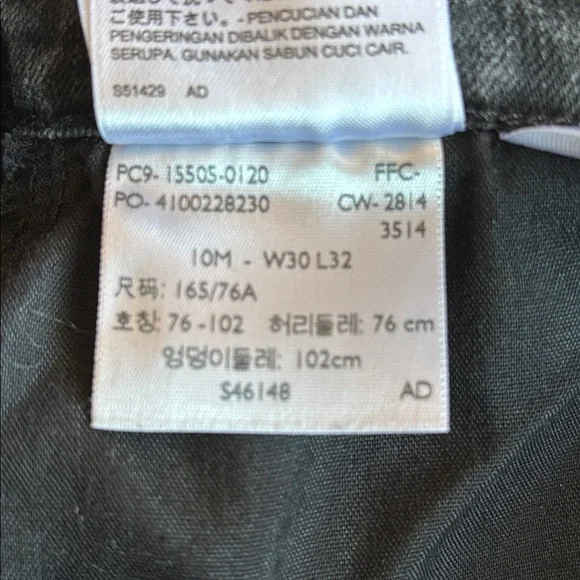 ご使用下さい。-PENCUCIAN DAN
PENGERINGAN DIBALIK DENGAN WARNA
SERUPA. GUNAKAN SABUN CUCI CAIR.
S51429 AD
PC9- 15505-0120 FFC-
PO- 4100228230 CW- 2814
3514
10M - W30 L32
尺码: 165/76A
호칭: 76 -102 허리둘레: 76 cm
엉덩이둘레: 102cm
S46148 AD